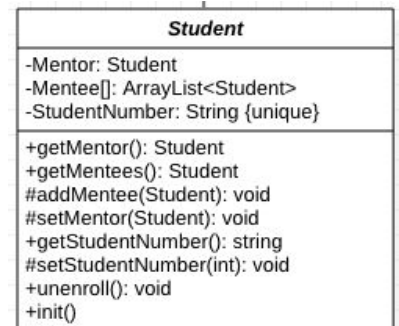 Student
-Mentor: Student
-Mentee[]: ArrayList<Student>
-StudentNumber: String {unique}
+getMentor(): Student
+getMentees(): Student
#addMentee(Student): void
#setMentor(Student): void
+getStudentNumber(): string
#setStudentNumber(int): void
+unenroll(): void
+init()